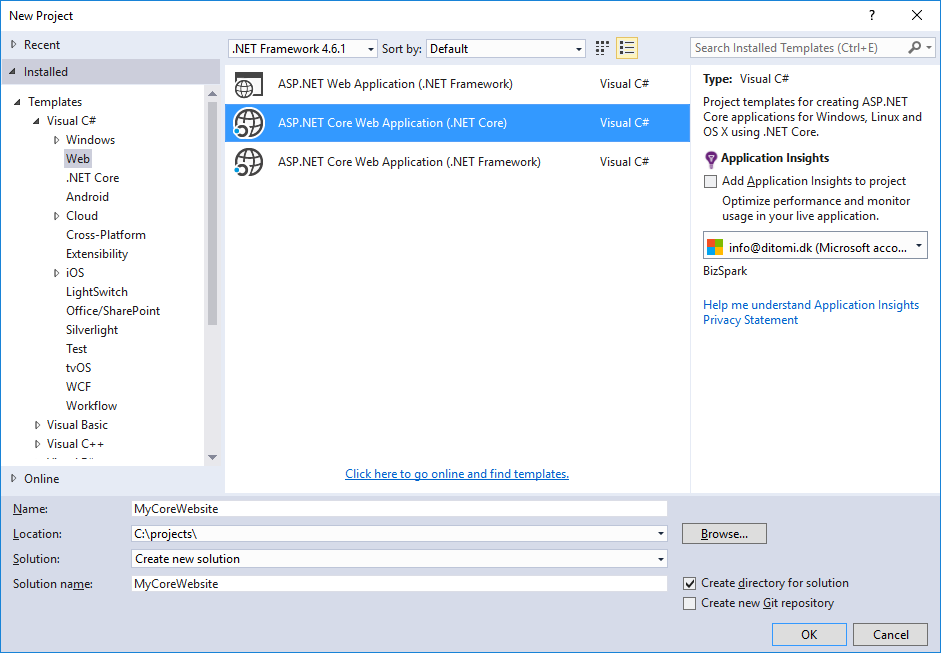 New Project
?
Recent
.NET Framework 4.6.1
Sort by:
Default
Search Installed Templates (Ctrl+E)
Installed
Templates
Visual C#
Windows
Web
.NET Core
Android
Cloud
Cross-Platform
Extensibility
iOS
LightSwitch
Office/SharePoint
Silverlight
Test
tvOS
WCF
Workflow
Visual Basic
Visual C++
Online
ASP.NET Web Application (.NET Framework) Visual C#
ASP.NET Core Web Application (.NET Core) Visual C#
ASP.NET Core Web Application (.NET Framework) Visual C#
Click here to go online and find templates.
Type: Visual C#
Project templates for creating ASP.NET
Core applications for Windows, Linux and
OS X using .NET Core.
Application Insights
Add Application Insights to project
Optimize performance and monitor
usage in your live application.
info@ditomi.dk (Microsoft acco...
BizSpark
Help me understand Application Insights
Privacy Statement
Name: MyCoreWebsite
Location: C:\projects\ Browse...
Solution: Create new solution
Solution name: MyCoreWebsite
Create directory for solution
Create new Git repository
OK Cancel